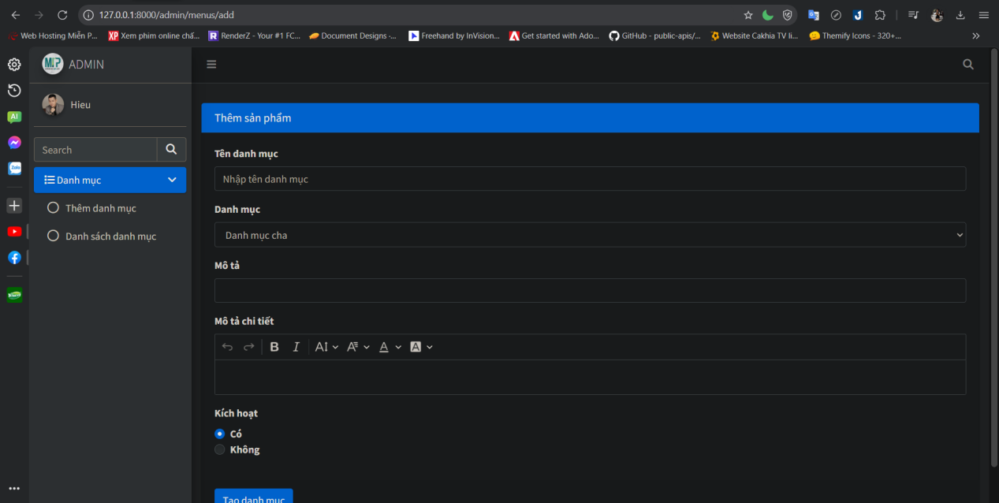 127.0.0.1:8000/admin/menus/add
Web Hosting Miễn P...
XP Xem phim online chấ...
R RenderZ - Your #1 FC...
Document Designs -...
Freehand by InVision...
Get started with Ado...
GitHub - public-apis/...
Website Cakhia TV li...
Themify Icons - 320+...
ADMIN
Hieu
AI
Zalo
Search
Danh mục
Thêm danh mục
Danh sách danh mục
Thêm sản phẩm
Tên danh mục
Nhập tên danh mục
Danh mục
Danh mục cha
Mô tả
Mô tả chi tiết
B I AI A A A
Kích hoạt
Có
Không
Tạo danh mục